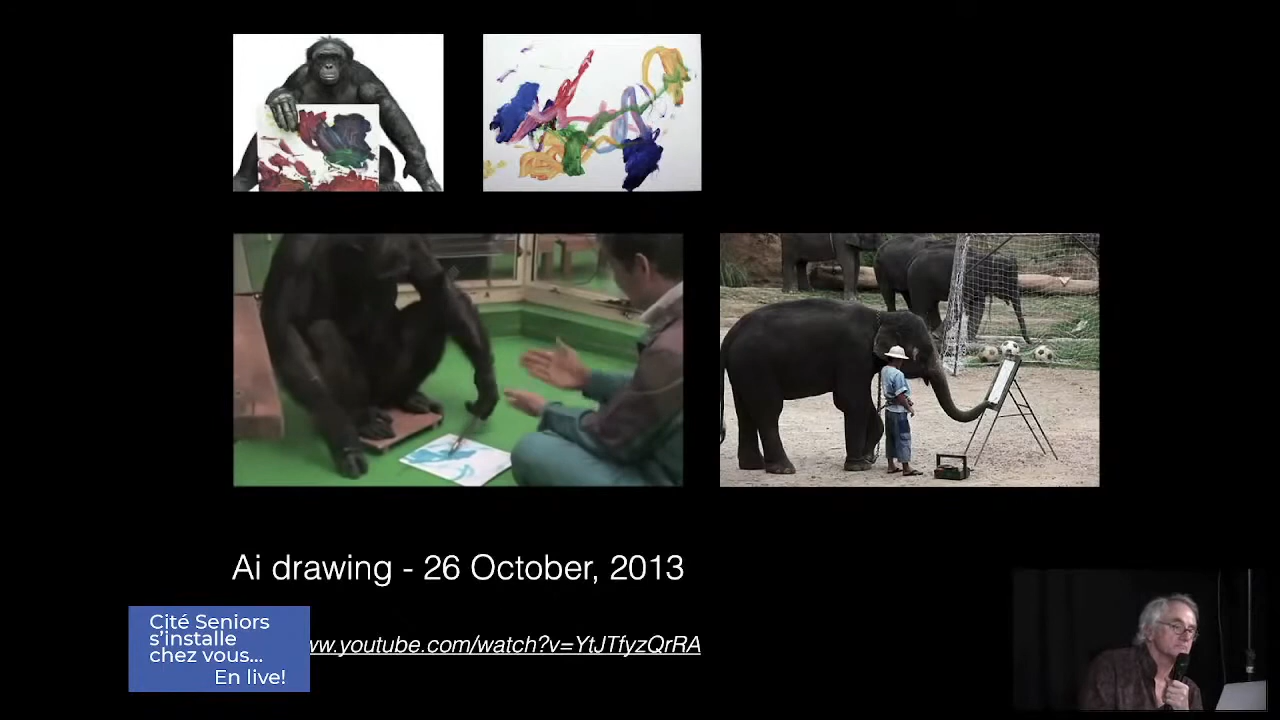 Ai drawing - 26 October, 2013
Cité Seniors
s'installe
chez vous...
En live!
ww.youtube.com/watch?v=YtJTfyzQrRA